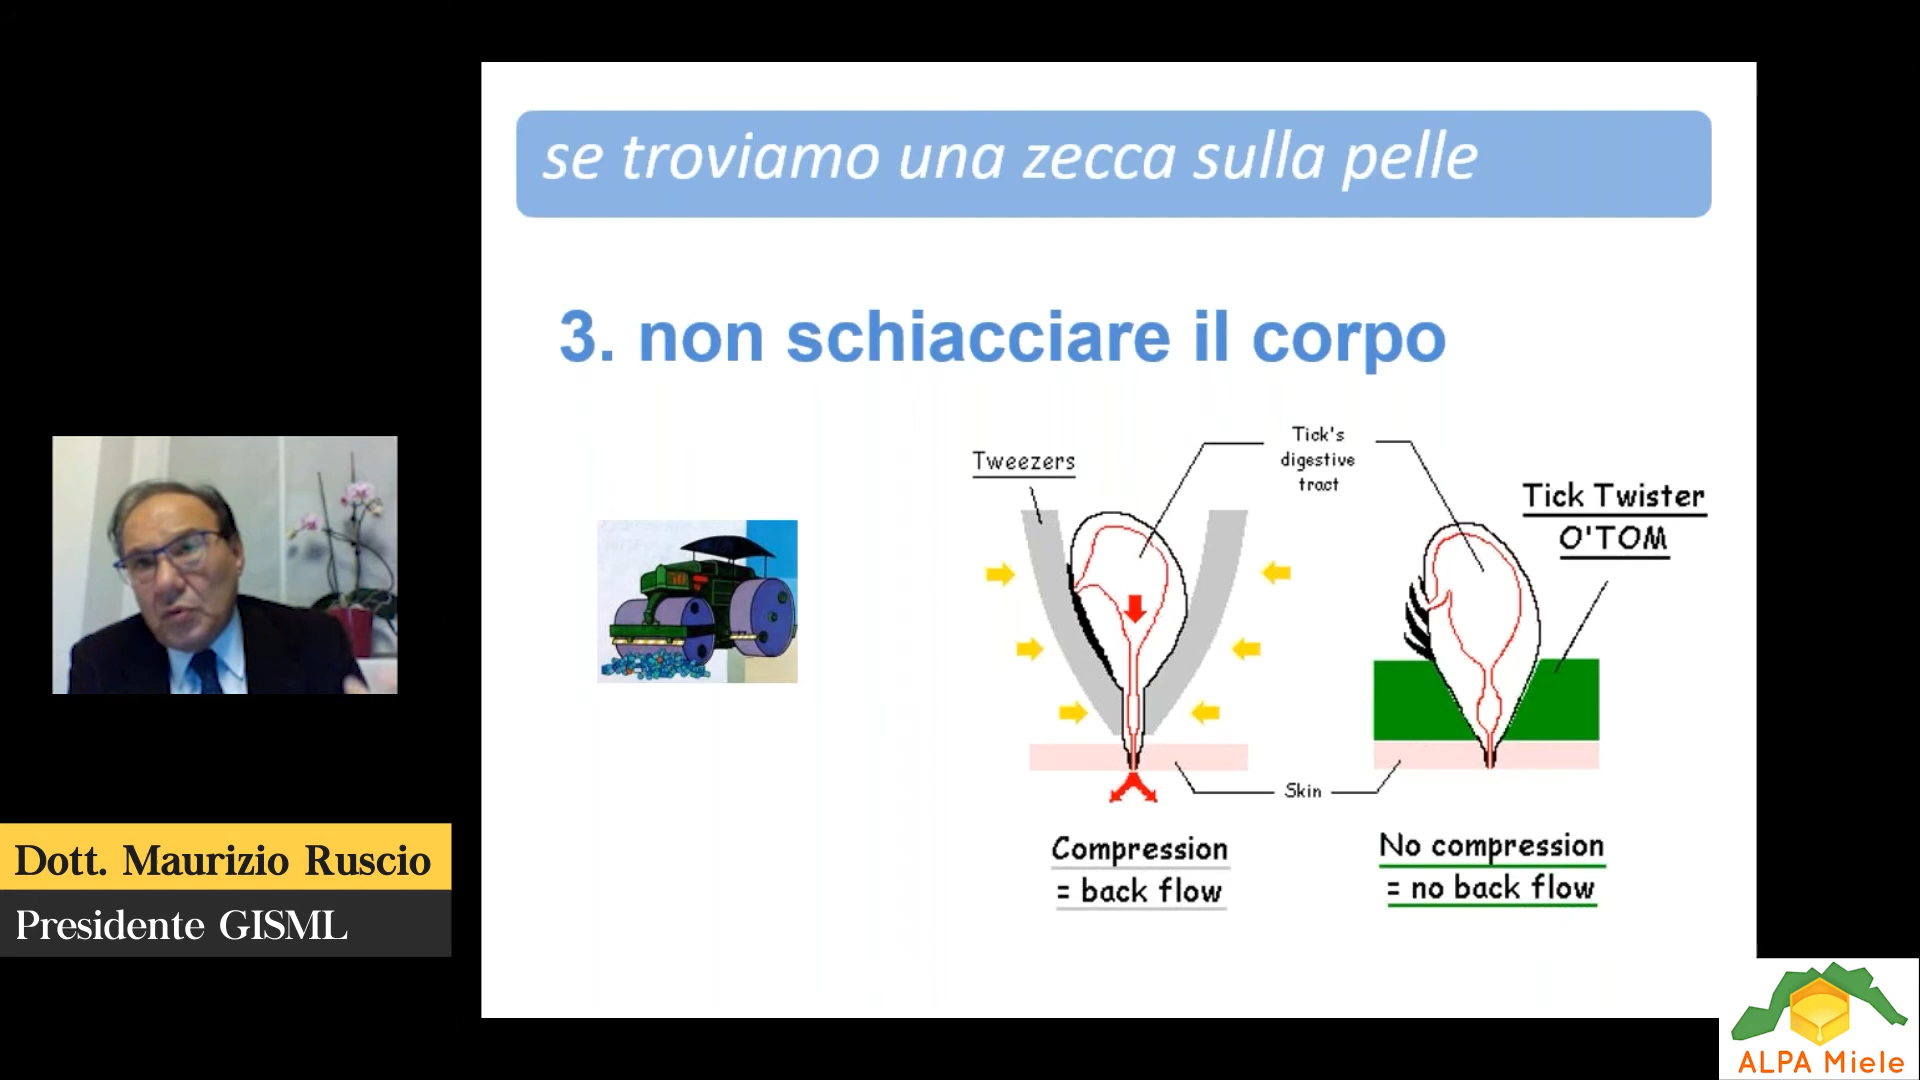 se troviamo una zecca sulla pelle
3. non schiacciare il corpo
Tweezers
Tick's
digestive
tract
Tick Twister
O'TOM
Skin
Compression
= back flow
No compression
= no back flow
Dott. Maurizio Ruscio
Presidente GISML
ALPA Miele